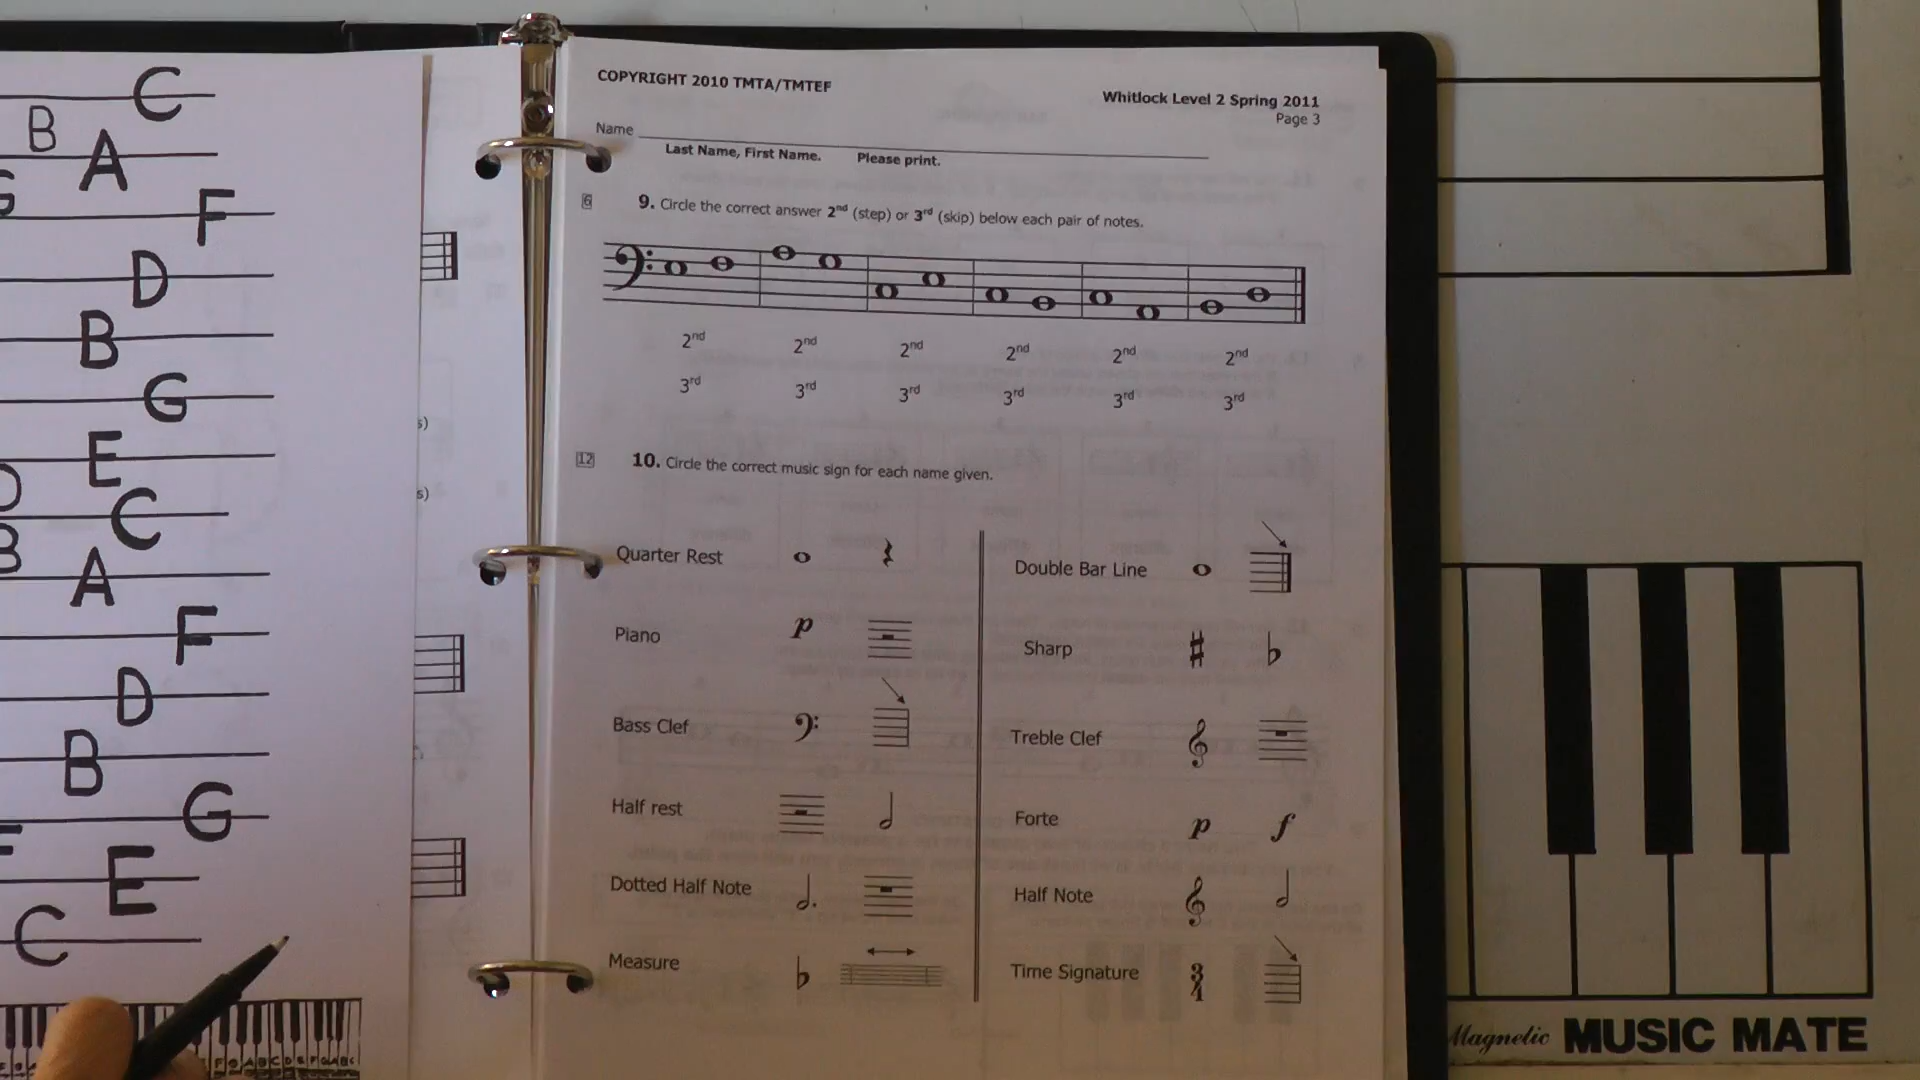 C
B
A
G
F
D
B
G
E
D
C
B
A
F
D
B
G
F
E
C
s)
s)
COPYRIGHT 2010 TMTA/TMTEF
Whitlock Level 2 Spring 2011
Page 3
Name
Last Name, First Name. Please print.
6 9. Circle the correct answer 2nd (step) or 3rd (skip) below each pair of notes.
2nd 2nd 2nd 2nd 2nd 2nd
3rd 3rd 3rd 3rd 3rd 3rd
12 10. Circle the correct music sign for each name given.
Quarter Rest
Piano p
Bass Clef
Half rest
Dotted Half Note
Measure
Double Bar Line
Sharp
Treble Clef
Forte p f
Half Note
Time Signature 3 4
Magnetic MUSIC MATE